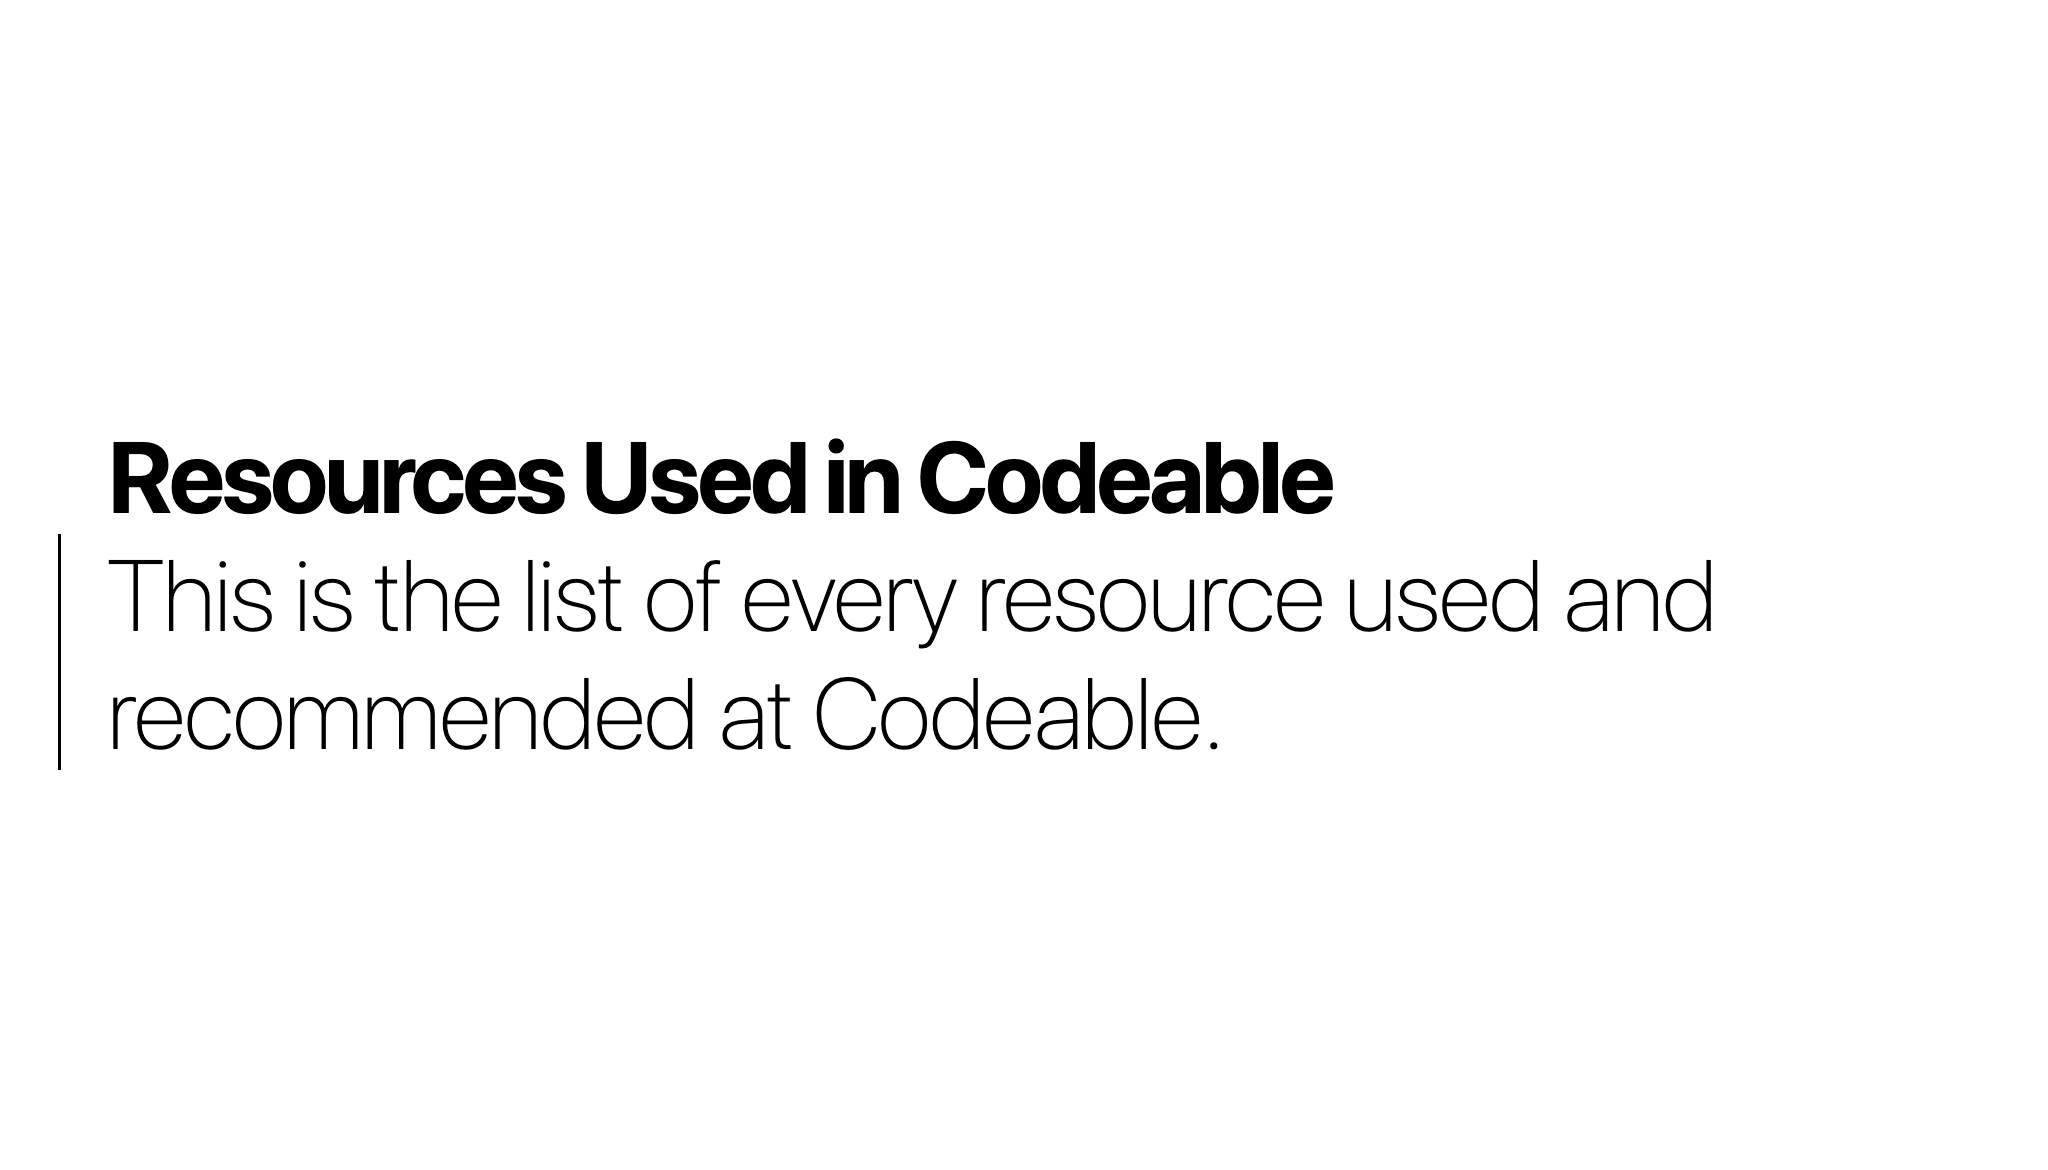 Resources Used in Codeable
This is the list of every resource used and
recommended at Codeable.